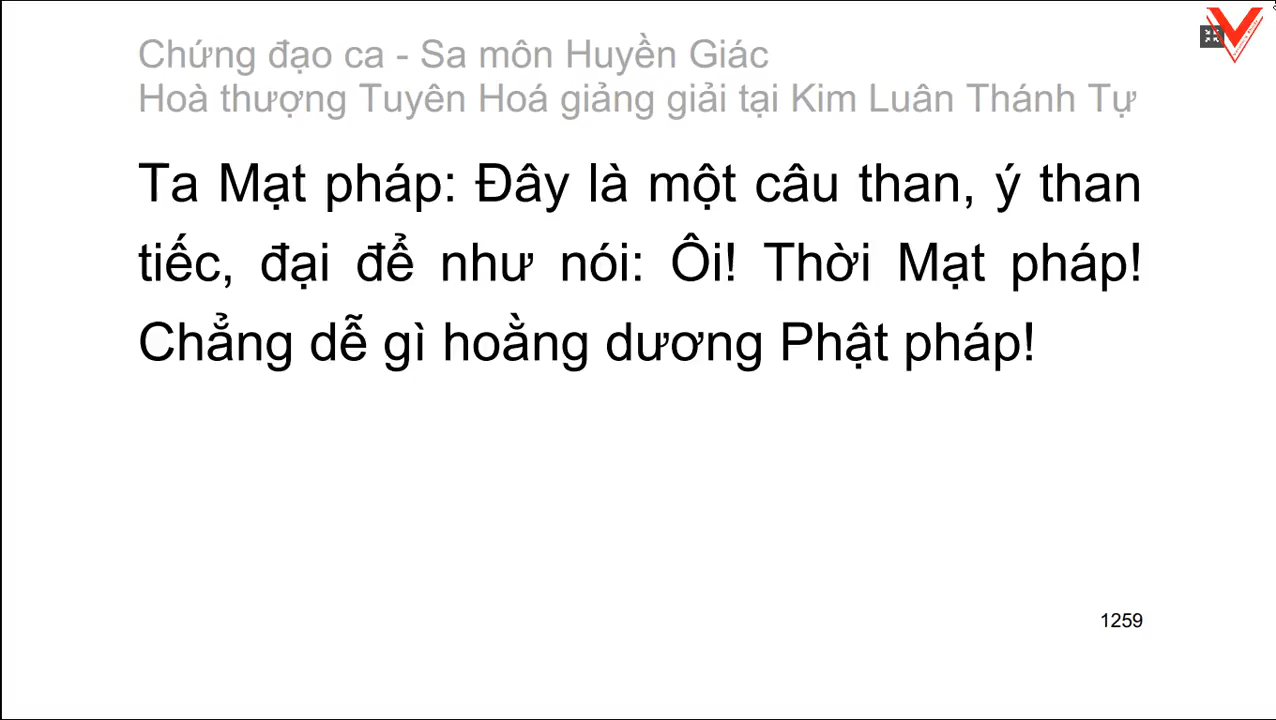 Chứng đạo ca - Sa môn Huyền Giác
Hoà thượng Tuyên Hoá giảng giải tại Kim Luân Thánh Tự
Ta Mạt pháp: Đây là một câu than, ý than
tiếc, đại để như nói: Ôi! Thời Mạt pháp!
Chẳng dễ gì hoằng dương Phật pháp!
1259